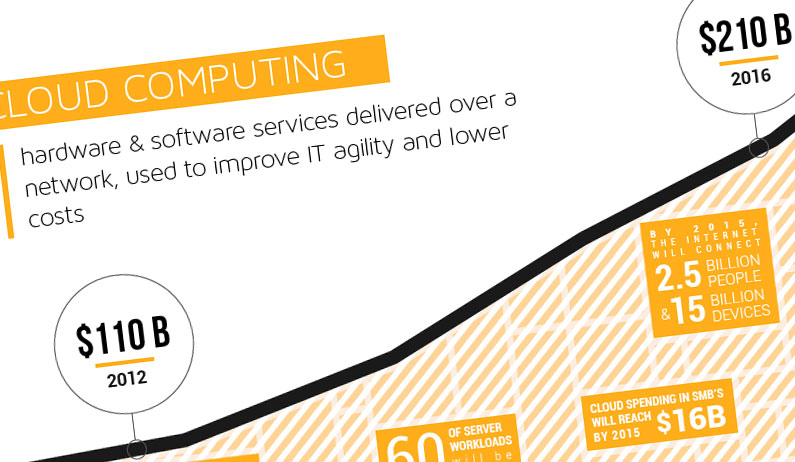 CLOUD COMPUTING
hardware & software services delivered over a
network, used to improve IT agility and lower
costs
$210 B
2016
BY 2015,
THE INTERNET
WILL CONNECT
2.5 BILLION
PEOPLE
& 15 BILLION
DEVICES
$110 B
2012
CLOUD SPENDING IN SMB'S
WILL REACH $16B
BY 2015
60 OF SERVER
WORKLOADS
will be